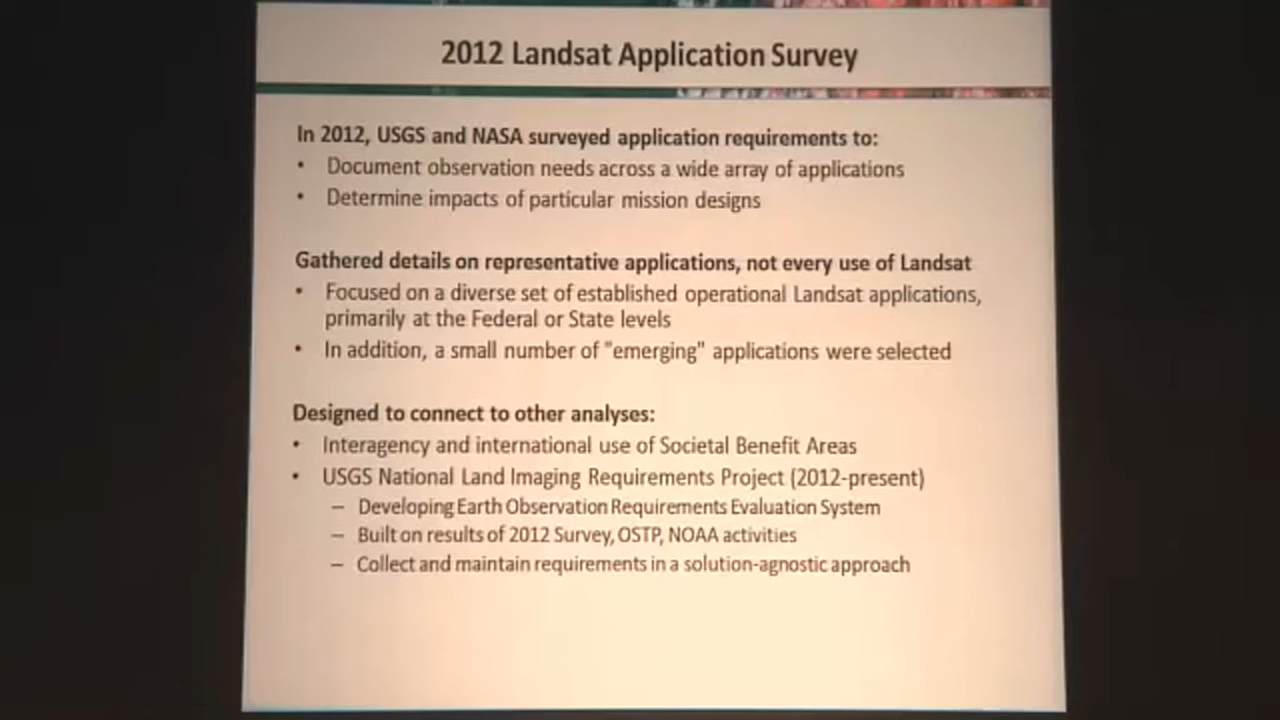 2012 Landsat Application Survey
In 2012, USGS and NASA surveyed application requirements to:
• Document observation needs across a wide array of applications
• Determine impacts of particular mission designs
Gathered details on representative applications, not every use of Landsat
• Focused on a diverse set of established operational Landsat applications,
primarily at the Federal or State levels
• In addition, a small number of "emerging" applications were selected
Designed to connect to other analyses:
• Interagency and international use of Societal Benefit Areas
• USGS National Land Imaging Requirements Project (2012-present)
– Developing Earth Observation Requirements Evaluation System
– Built on results of 2012 Survey, OSTP, NOAA activities
– Collect and maintain requirements in a solution-agnostic approach